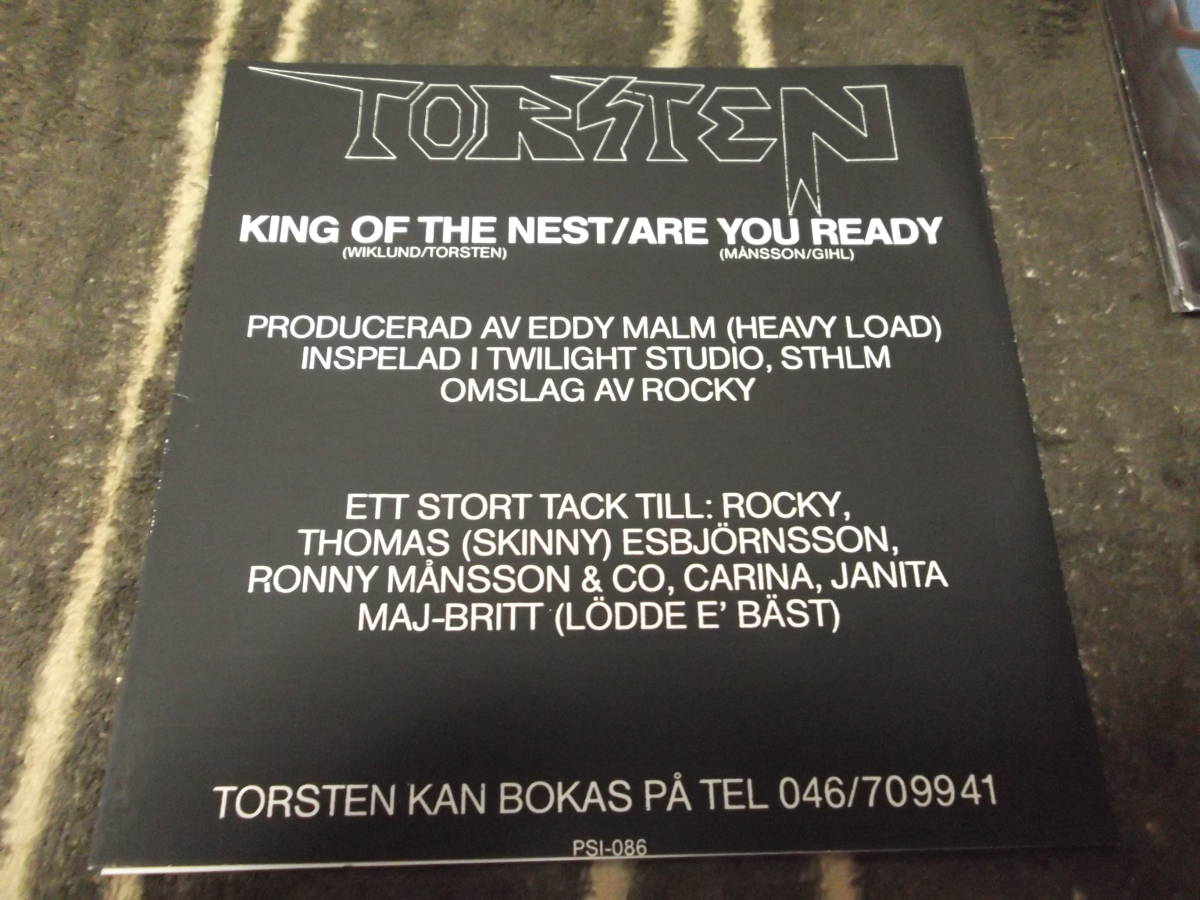 TORSTEN
KING OF THE NEST/ARE YOU READY
(WIKLUND/TORSTEN) (MÅNSSON/GIHL)
PRODUCERAD AV EDDY MALM (HEAVY LOAD)
INSPELAD I TWILIGHT STUDIO, STHLM
OMSLAG AV ROCKY
ETT STORT TACK TILL: ROCKY,
THOMAS (SKINNY) ESBJÖRNSSON,
RONNY MÅNSSON & CO, CARINA, JANITA
MAJ-BRITT (LÖDDE E' BÄST)
TORSTEN KAN BOKAS PÅ TEL 046/709941
PSI-086